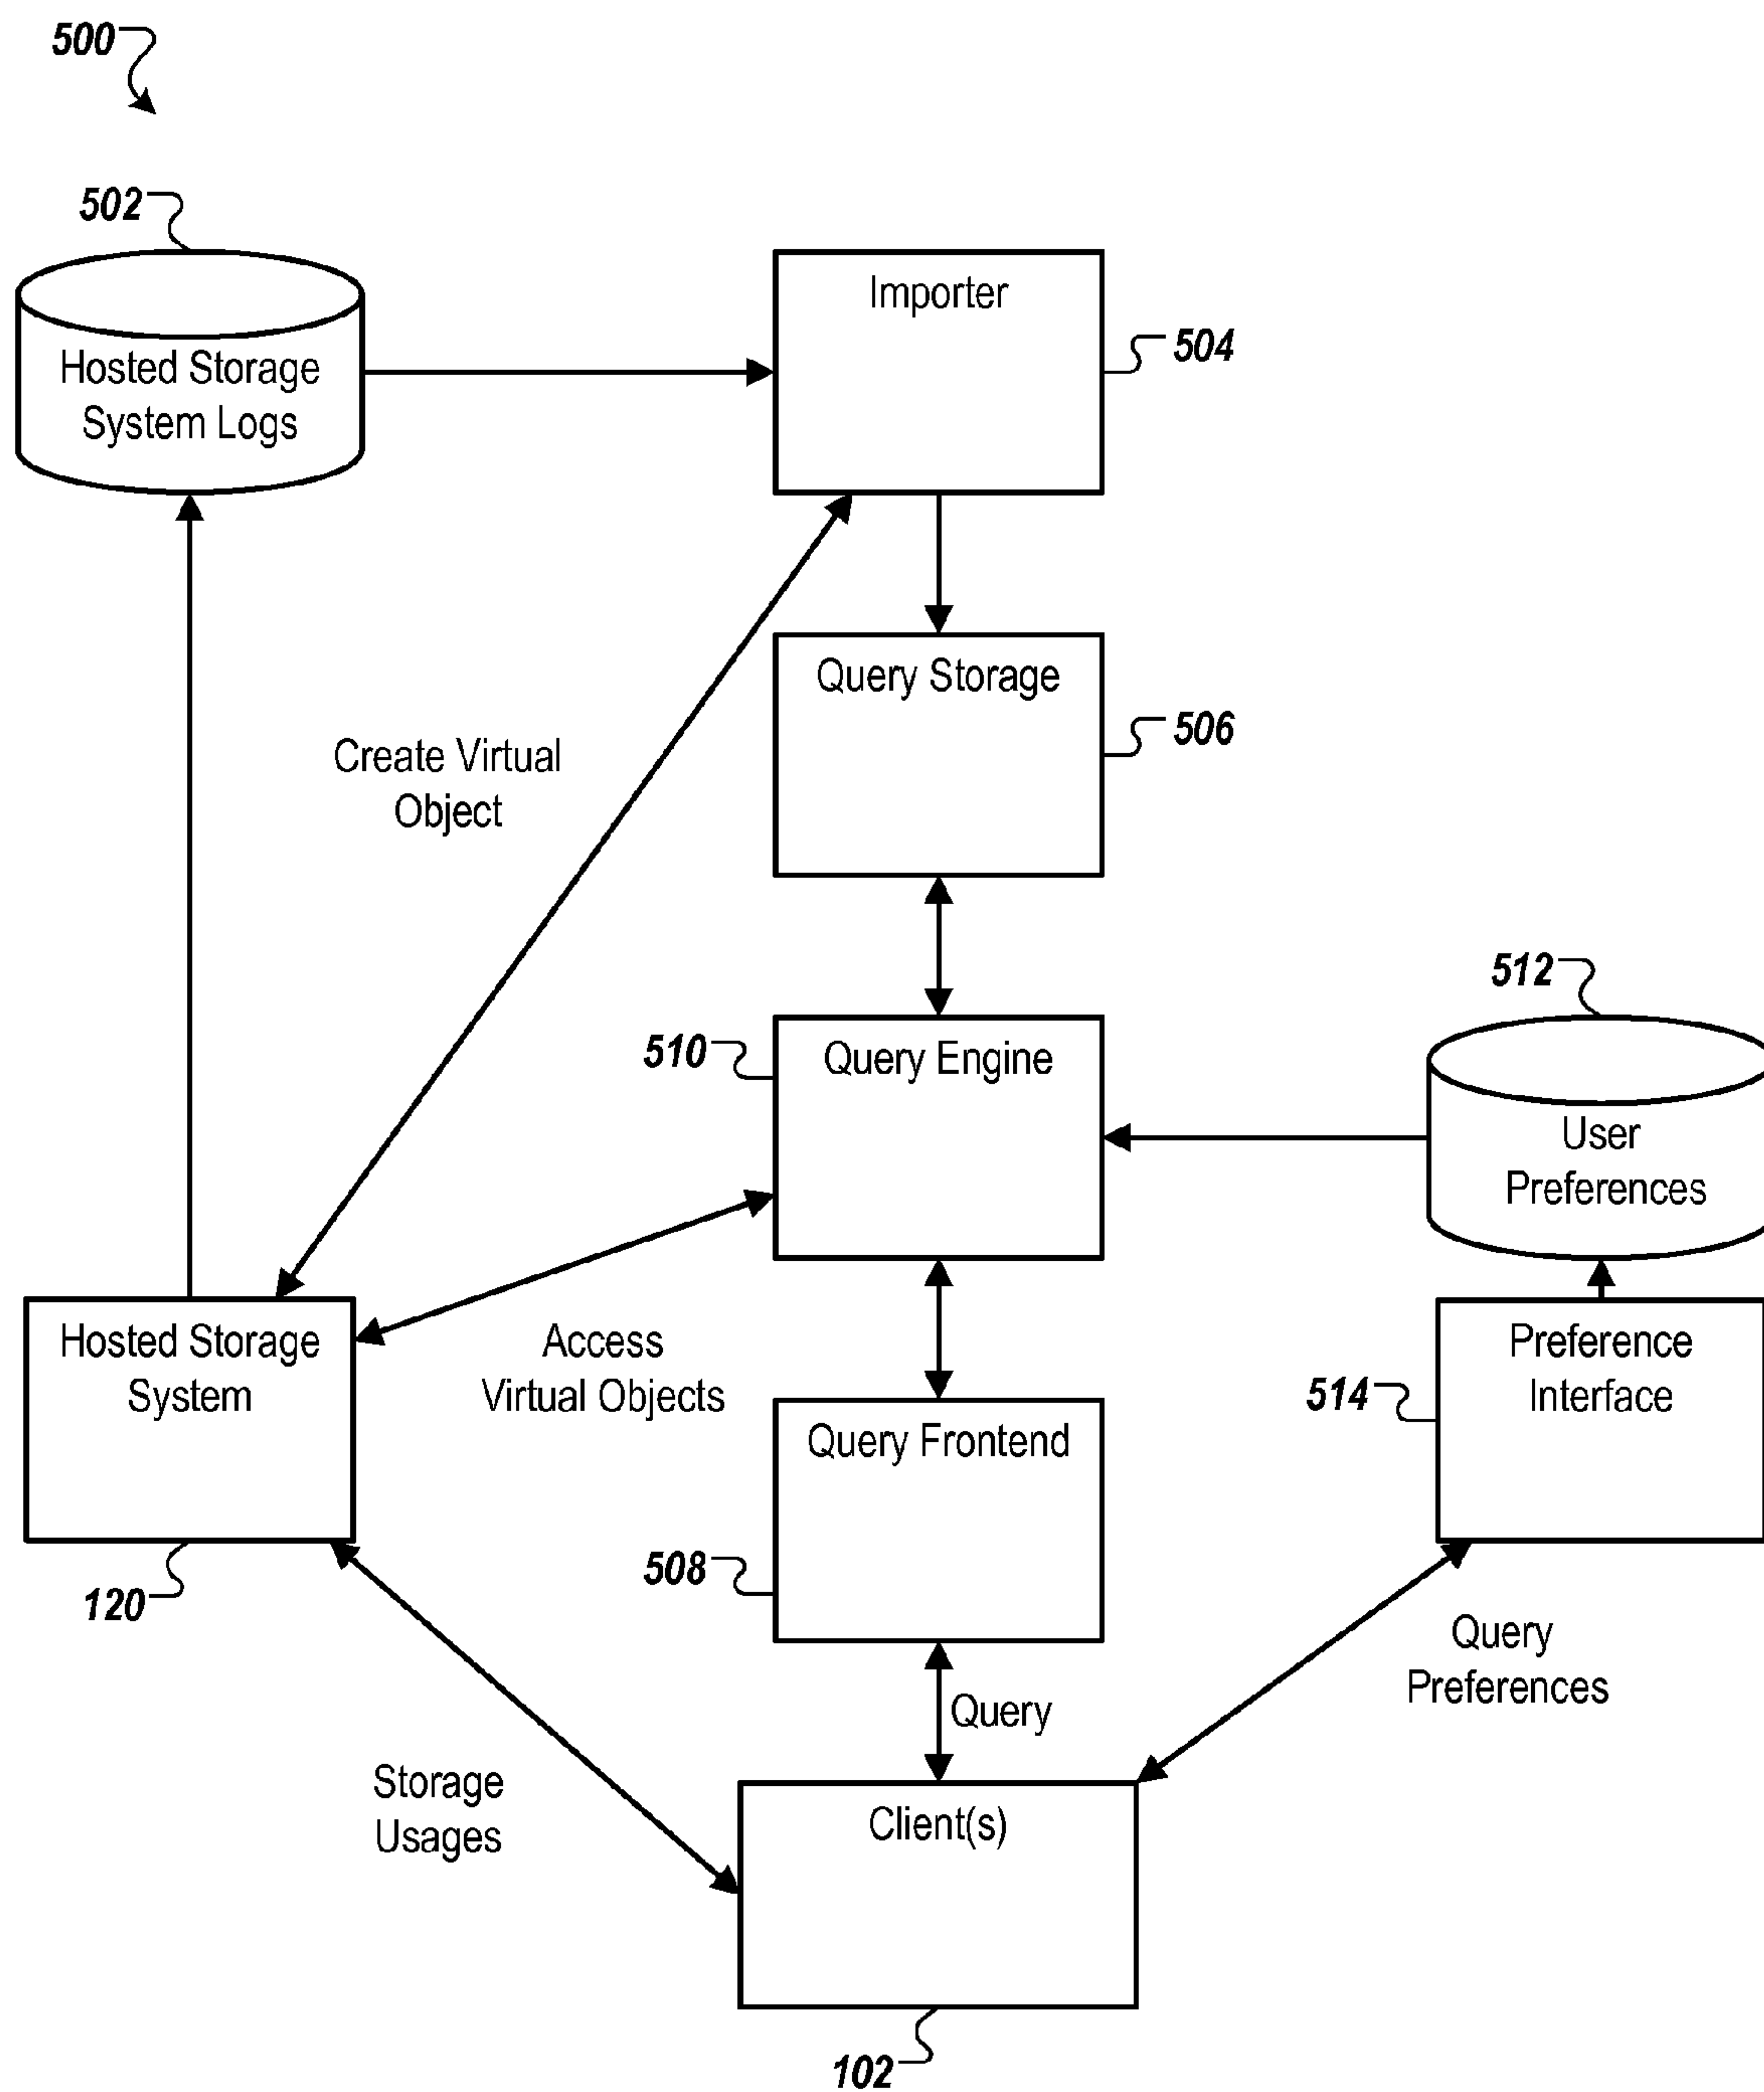 500
502
Hosted Storage
System Logs
Importer
504
Query Storage
506
Create Virtual
Object
510
Query Engine
512
User
Preferences
Hosted Storage
System
120
Access
Virtual Objects
Query Frontend
508
Preference
Interface
514
Query
Preferences
Query
Storage
Usages
Client(s)
102